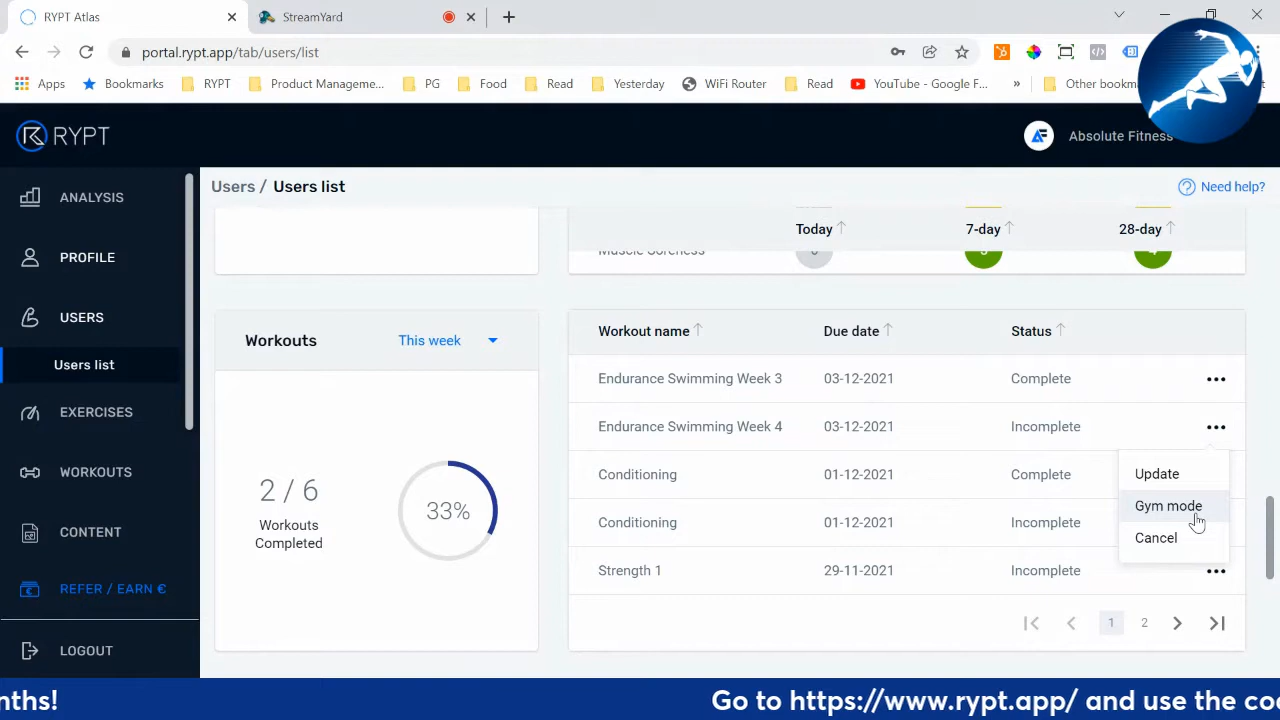 RYPT Atlas
StreamYard
portal.rypt.app/tab/users/list
Apps
Bookmarks
RYPT
Product Manageme...
PG
Food
Read
Yesterday
WiFi Router
Read
YouTube - Google F...
»
Other bookm
RYPT
Absolute Fitness
ANALYSIS
PROFILE
USERS
Users list
EXERCISES
WORKOUTS
CONTENT
REFER / EARN €
LOGOUT
Users / Users list
Need help?
Today 7-day 28-day
Muscle Soreness
Workouts This week
2 / 6
Workouts
Completed
33%
Workout name Due date Status
Endurance Swimming Week 3 03-12-2021 Complete
Endurance Swimming Week 4 03-12-2021 Incomplete
Conditioning 01-12-2021 Complete
Conditioning 01-12-2021 Incomplete
Strength 1 29-11-2021 Incomplete
Update
Gym mode
Cancel
1 2
nths!
Go to https://www.rypt.app/ and use the co